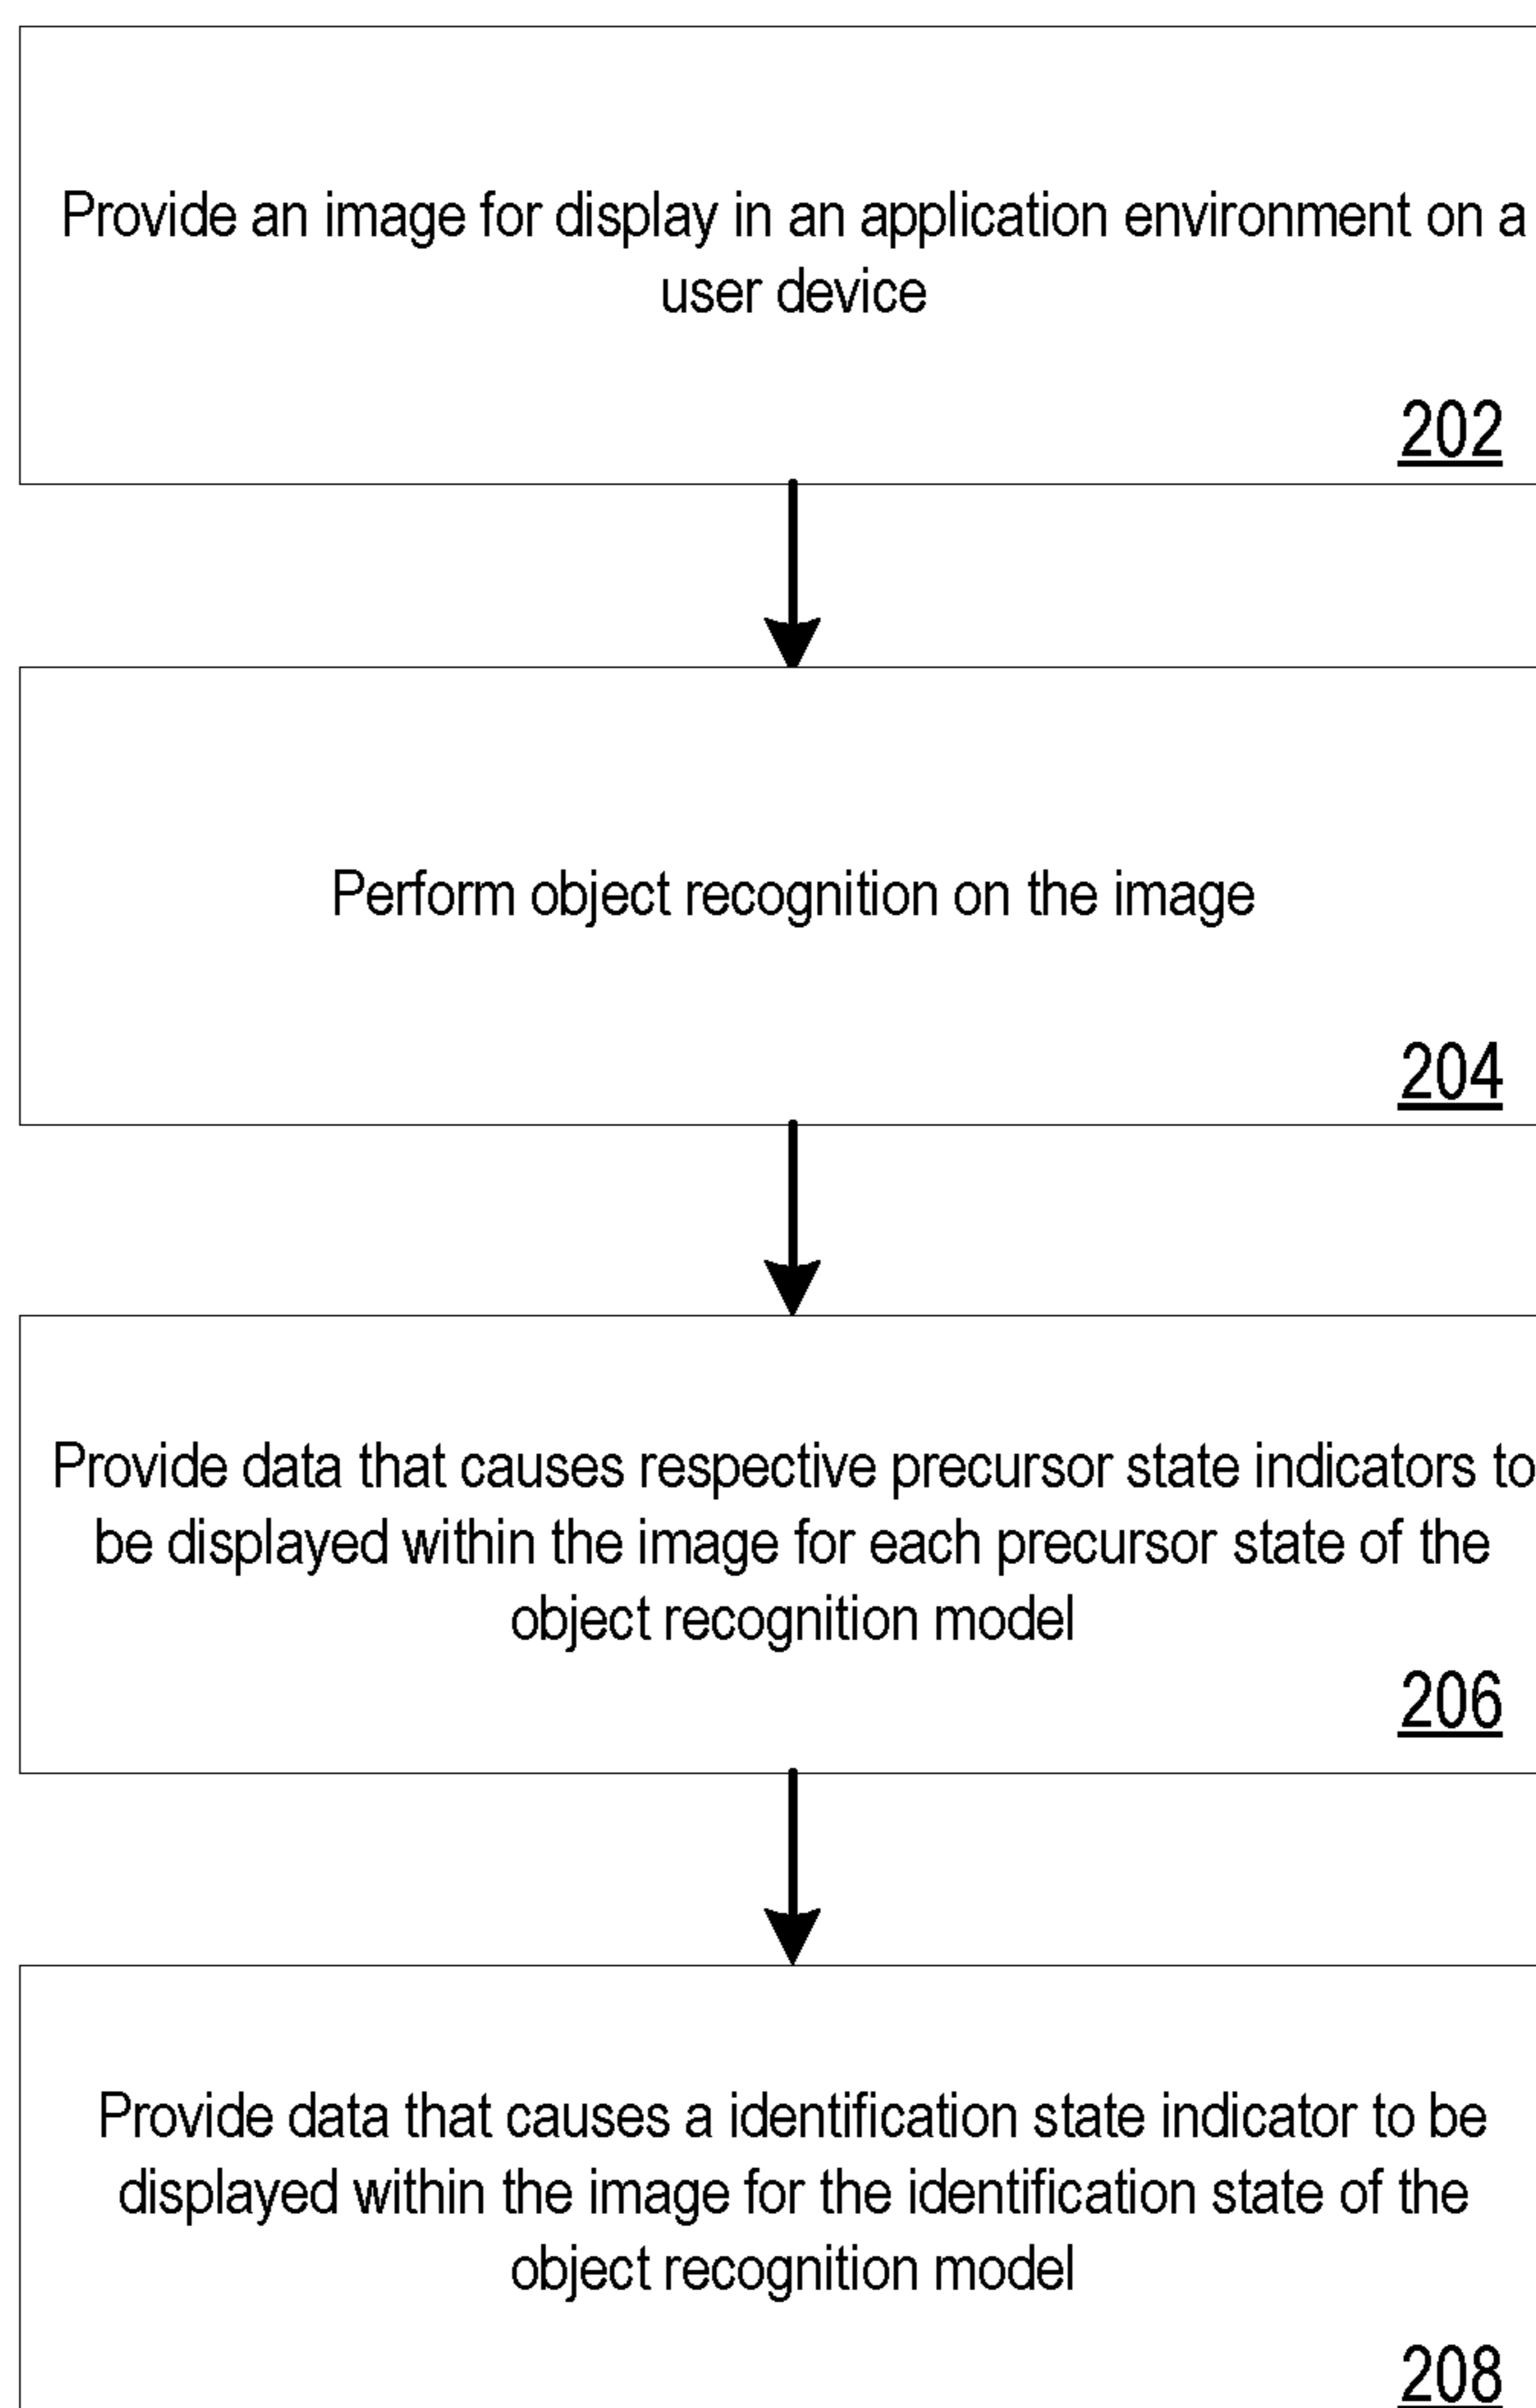 Provide an image for display in an application environment on a
user device
202
Perform object recognition on the image
204
Provide data that causes respective precursor state indicators to
be displayed within the image for each precursor state of the
object recognition model
206
Provide data that causes a identification state indicator to be
displayed within the image for the identification state of the
object recognition model
208